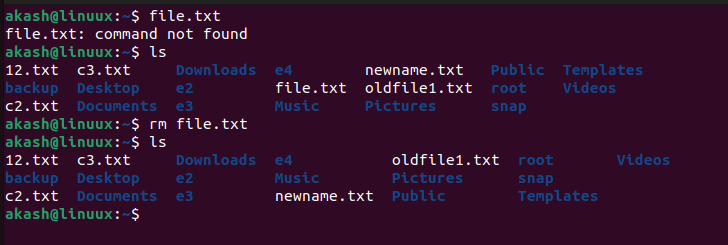 akash@linuux:~$ file.txt
file.txt: command not found
akash@linuux:~$ ls
12.txt  c3.txt     Downloads  e4        newname.txt   Public  Templates
backup  Desktop    e2         file.txt  oldfile1.txt  root    Videos
c2.txt  Documents  e3         Music     Pictures      snap
akash@linuux:~$ rm file.txt
akash@linuux:~$ ls
12.txt  c3.txt     Downloads  e4           oldfile1.txt  root       Videos
backup  Desktop    e2         Music        Pictures      snap
c2.txt  Documents  e3         newname.txt  Public        Templates
akash@linuux:~$